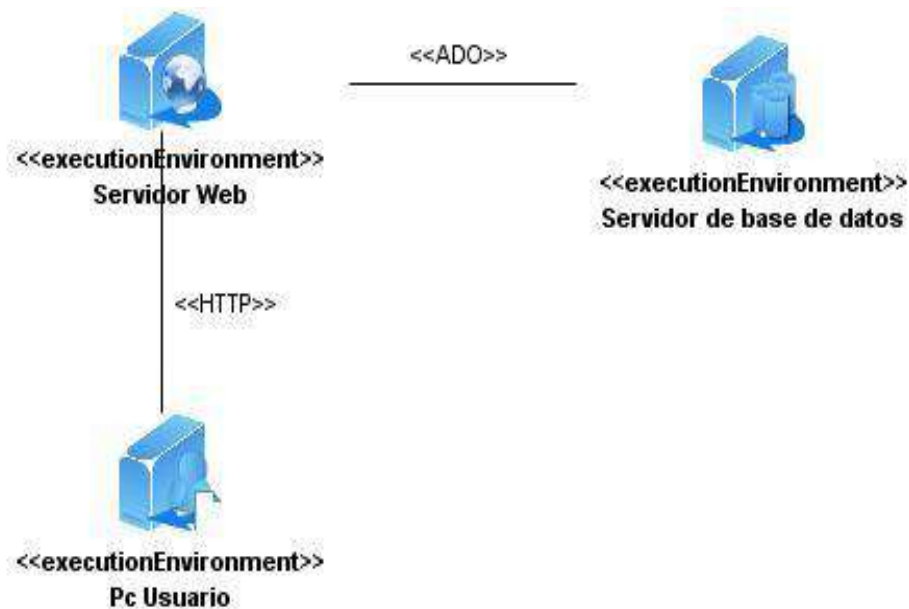 <<ADO>>
<<executionEnvironment>>
Servidor Web
<<executionEnvironment>>
Servidor de base de datos
<<HTTP>>
<<executionEnvironment>>
Pc Usuario